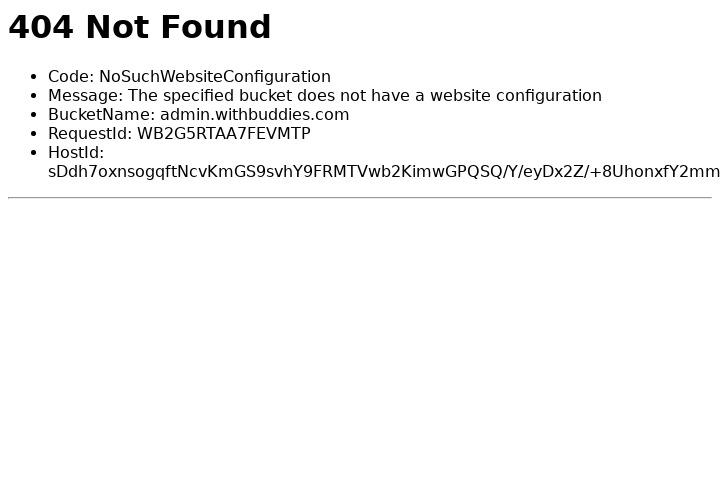 404 Not Found
Code: NoSuchWebsiteConfiguration
Message: The specified bucket does not have a website configuration
BucketName: admin.withbuddies.com
RequestId: WB2G5RTAA7FEVMTP
HostId:
sDdh7oxnsogqftNcvKmGS9svhY9FRMTVwb2KimwGPQSQ/Y/eyDx2Z/+8UhonxfY2mm